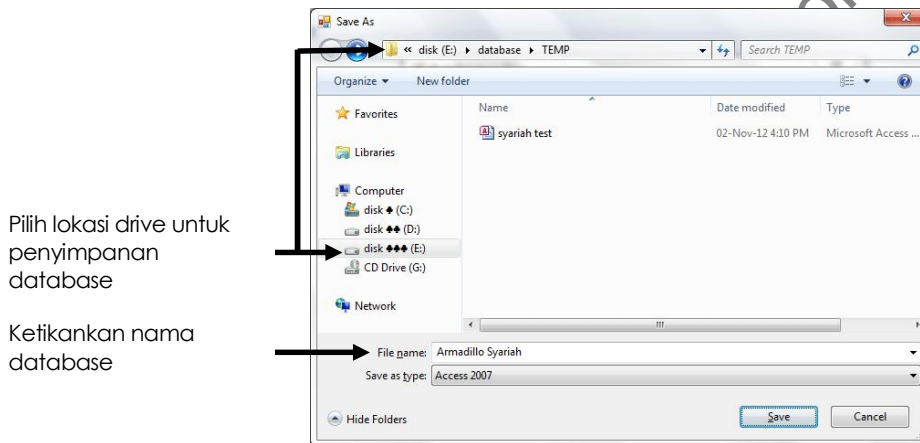 Save As
« disk (E:) ▸ database ▸ TEMP
Search TEMP
Organize
New folder
Favorites
Libraries
Computer
disk ♠ (C:)
disk ♠♠ (D:)
disk ♠♠♠ (E:)
CD Drive (G:)
Network
Name
Date modified
Type
syariah test
02-Nov-12 4:10 PM
Microsoft Access ...
Pilih lokasi drive untuk
penyimpanan
database
Ketikankan nama
database
File name: Armadillo Syariah
Save as type: Access 2007
Hide Folders
Save
Cancel